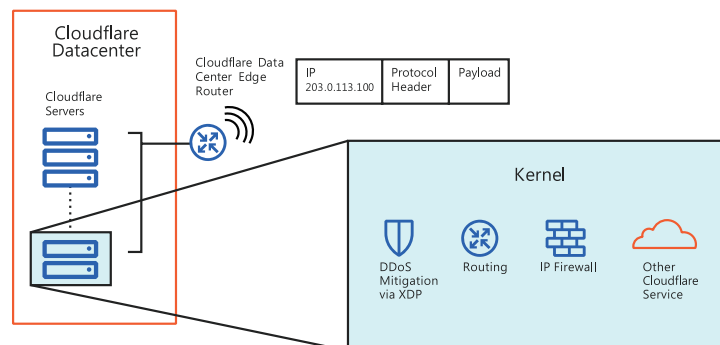 Cloudflare
Datacenter
Cloudflare
Servers
Cloudflare Data
Center Edge
Router
IP
203.0.113.100
Protocol
Header
Payload
Kernel
DDoS
Mitigation
via XDP
Routing
IP Firewall
Other
Cloudflare
Service